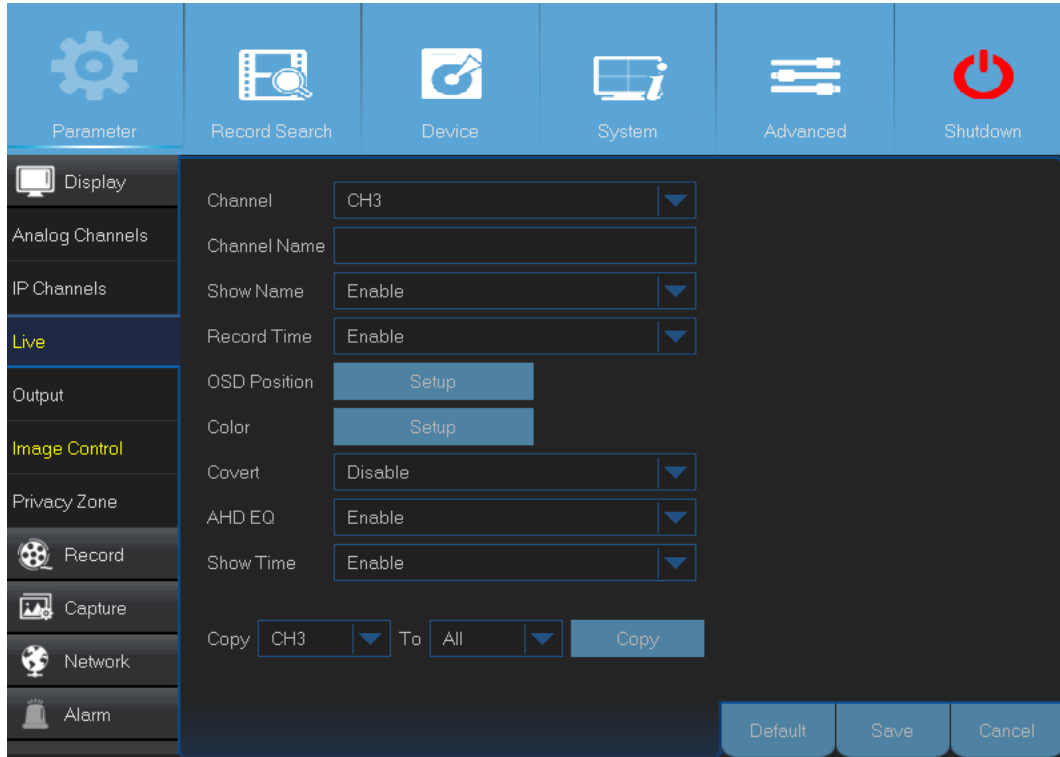 Parameter
Record Search
Device
System
Advanced
Shutdown
Display
Analog Channels
IP Channels
Live
Output
Image Control
Privacy Zone
Record
Capture
Network
Alarm
Channel CH3
Channel Name
Show Name Enable
Record Time Enable
OSD Position Setup
Color Setup
Covert Disable
AHD EQ Enable
Show Time Enable
Copy CH3 To All Copy
Default Save Cancel